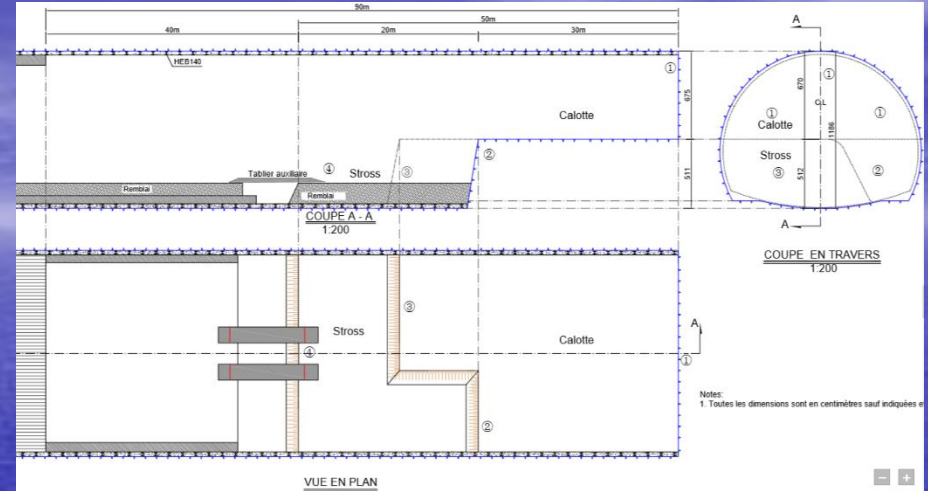 90m
50m
40m
20m
30m
HEB140
①
Calotte
②
③
④
Stross
Tablier auxiliaire
Remblai
Remblai
675
511
COUPE A - A
1:200
A
①
670
C.L
①
①
Calotte
1186
Stross
③
512
②
A
COUPE EN TRAVERS
1:200
③
Stross
④
Calotte
A
①
②
Notes:
1. Toutes les dimensions sont en centimètres sauf indiquées
VUE EN PLAN